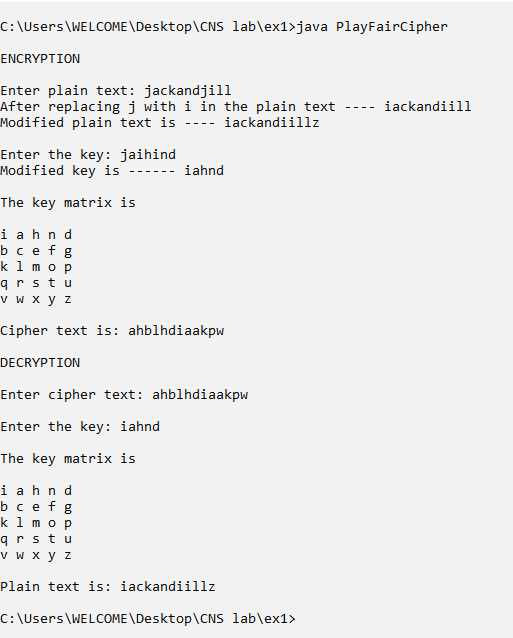 C:\Users\WELCOME\Desktop\CNS lab\ex1>java PlayFairCipher
ENCRYPTION
Enter plain text: jackandjill
After replacing j with i in the plain text ---- iackandiill
Modified plain text is ---- iackandiillz
Enter the key: jaihind
Modified key is ------ iahnd
The key matrix is
i a h n d
b c e f g
k l m o p
q r s t u
v w x y z
Cipher text is: ahblhdiaakpw
DECRYPTION
Enter cipher text: ahblhdiaakpw
Enter the key: iahnd
The key matrix is
i a h n d
b c e f g
k l m o p
q r s t u
v w x y z
Plain text is: iackandiillz
C:\Users\WELCOME\Desktop\CNS lab\ex1>